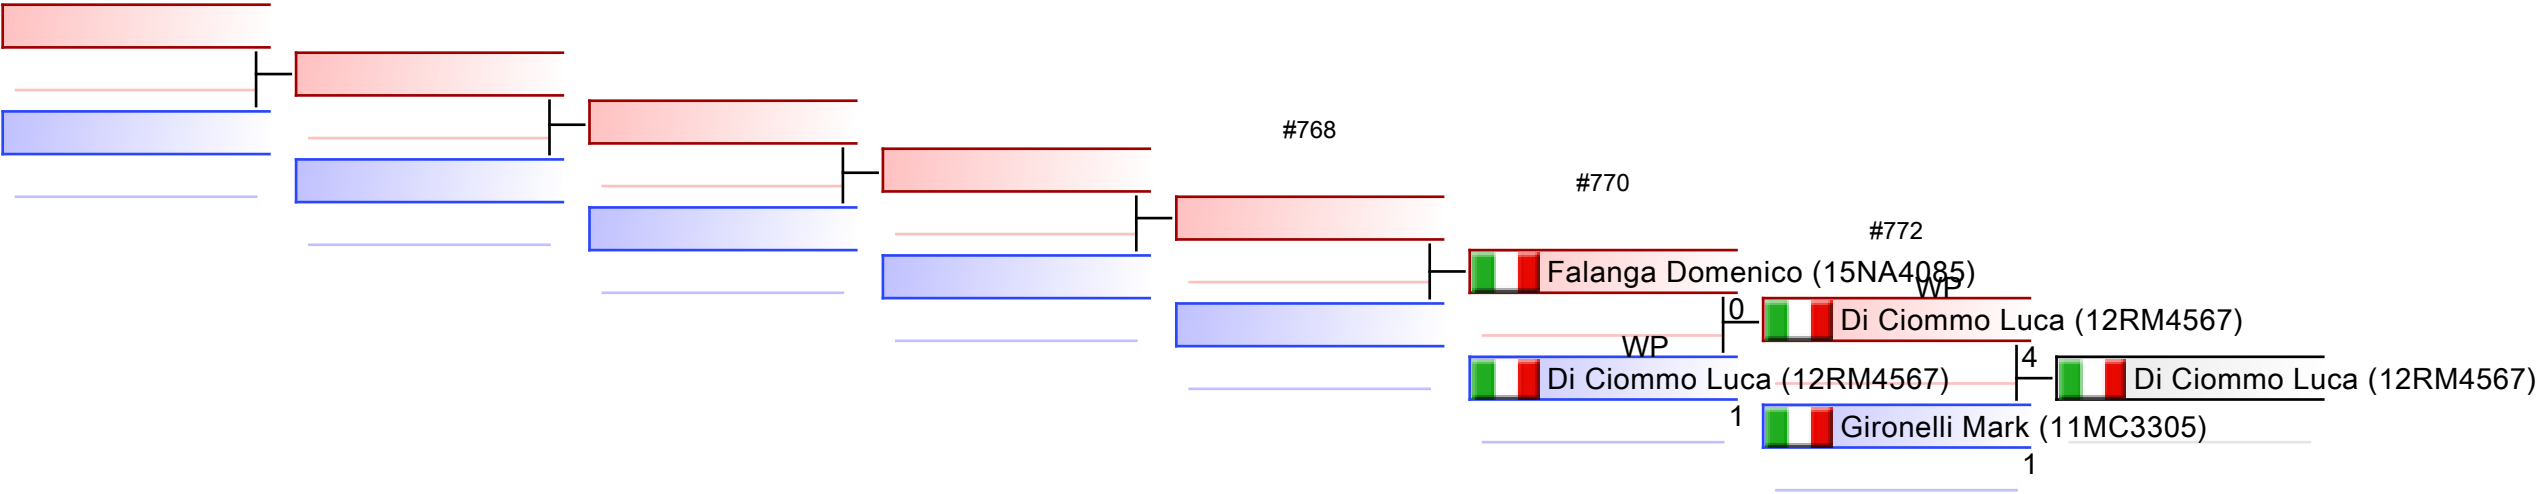 #768
#770
#772
Falanga Domenico (15NA4085)
WP
0
Di Ciommo Luca (12RM4567)
WP
4
Di Ciommo Luca (12RM4567)
Di Ciommo Luca (12RM4567)
1
Gironelli Mark (11MC3305)
1